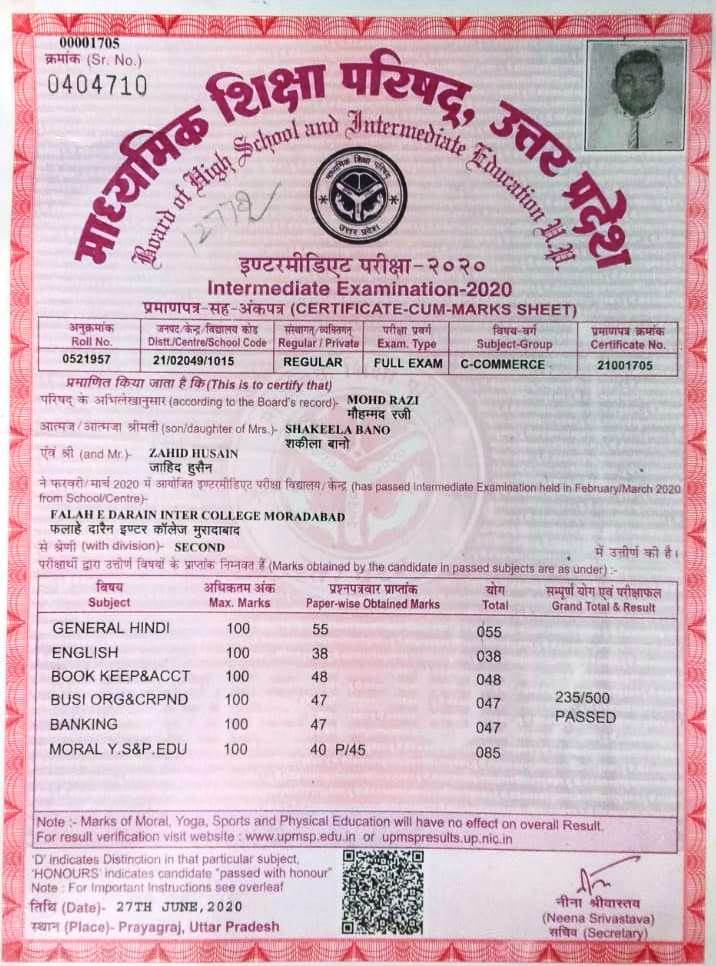 00001705
क्रमांक (Sr. No.)
0404710
माध्यमिक शिक्षा परिषद्, उत्तर प्रदेश
Board of High School and Intermediate Education U.P.
माध्यमिक शिक्षा परिषद्
उत्तर प्रदेश
12772
इण्टरमीडिएट परीक्षा-२०२०
Intermediate Examination-2020
प्रमाणपत्र-सह-अंकपत्र (CERTIFICATE-CUM-MARKS SHEET)
अनुक्रमांक जनपद/केन्द्र/विद्यालय कोड संस्थागत/व्यक्तिगत परीक्षा प्रवर्ग विषय-वर्ग प्रमाणपत्र क्रमांक
Roll No. Distt./Centre/School Code Regular / Private Exam. Type Subject-Group Certificate No.
0521957 21/02049/1015 REGULAR FULL EXAM C-COMMERCE 21001705
प्रमाणित किया जाता है कि (This is to certify that)
परिषद् के अभिलेखानुसार (according to the Board's record)- MOHD RAZI
मौहम्मद रजी
आत्मज/आत्मजा श्रीमती (son/daughter of Mrs.)- SHAKEELA BANO
शकीला बानो
एवं श्री (and Mr.)- ZAHID HUSAIN
जाहिद हुसैन
ने फरवरी/मार्च 2020 में आयोजित इण्टरमीडिएट परीक्षा विद्यालय/केन्द्र (has passed Intermediate Examination held in February/March 2020
from School/Centre)-
FALAH E DARAIN INTER COLLEGE MORADABAD
फलाहे दारैन इण्टर कॉलेज मुरादाबाद
से श्रेणी (with division)- SECOND में उत्तीर्ण की है।
परीक्षार्थी द्वारा उत्तीर्ण विषयों के प्राप्तांक निम्नवत हैं (Marks obtained by the candidate in passed subjects are as under) :-
विषय अधिकतम अंक प्रश्नपत्रवार प्राप्तांक योग सम्पूर्ण योग एवं परीक्षाफल
Subject Max. Marks Paper-wise Obtained Marks Total Grand Total & Result
GENERAL HINDI 100 55 055
ENGLISH 100 38 038
BOOK KEEP&ACCT 100 48 048
BUSI ORG&CRPND 100 47 047 235/500
BANKING 100 47 047 PASSED
MORAL Y.S&P.EDU 100 40 P/45 085
Note :- Marks of Moral, Yoga, Sports and Physical Education will have no effect on overall Result.
For result verification visit website : www.upmsp.edu.in or upmspresults.up.nic.in
'D' indicates Distinction in that particular subject,
'HONOURS' indicates candidate "passed with honour"
Note : For Important Instructions see overleaf
तिथि (Date)- 27TH JUNE,2020
स्थान (Place)- Prayagraj, Uttar Pradesh
नीना श्रीवास्तव
(Neena Srivastava)
सचिव (Secretary)